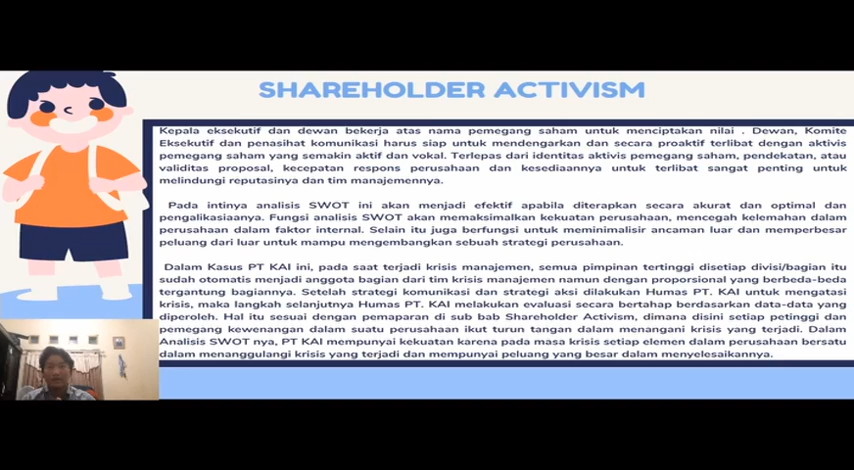 SHAREHOLDER ACTIVISM
Kepala eksekutif dan dewan bekerja atas nama pemegang saham untuk menciptakan nilai . Dewan, Komite
Eksekutif dan penasihat komunikasi harus siap untuk mendengarkan dan secara proaktif terlibat dengan aktivis
pemegang saham yang semakin aktif dan vokal. Terlepas dari identitas aktivis pemegang saham, pendekatan, atau
validitas proposal, kecepatan respons perusahaan dan kesediaannya untuk terlibat sangat penting untuk
melindungi reputasinya dan tim manajemennya.
Pada intinya analisis SWOT ini akan menjadi efektif apabila diterapkan secara akurat dan optimal dan
pengalikasiaanya. Fungsi analisis SWOT akan memaksimalkan kekuatan perusahaan, mencegah kelemahan dalam
perusahaan dalam faktor internal. Selain itu juga berfungsi untuk meminimalisir ancaman luar dan memperbesar
peluang dari luar untuk mampu mengembangkan sebuah strategi perusahaan.
Dalam Kasus PT KAI ini, pada saat terjadi krisis manajemen, semua pimpinan tertinggi disetiap divisi/bagian itu
sudah otomatis menjadi anggota bagian dari tim krisis manajemen namun dengan proporsional yang berbeda-beda
tergantung bagiannya. Setelah strategi komunikasi dan strategi aksi dilakukan Humas PT. KAI untuk mengatasi
krisis, maka langkah selanjutnya Humas PT. KAI melakukan evaluasi secara bertahap berdasarkan data-data yang
diperoleh. Hal itu sesuai dengan pemaparan di sub bab Shareholder Activism, dimana disini setiap petinggi dan
pemegang kewenangan dalam suatu perusahaan ikut turun tangan dalam menangani krisis yang terjadi. Dalam
Analisis SWOT nya, PT KAI mempunyai kekuatan karena pada masa krisis setiap elemen dalam perusahaan bersatu
dalam menanggulangi krisis yang terjadi dan mempunyai peluang yang besar dalam menyelesaikannya.